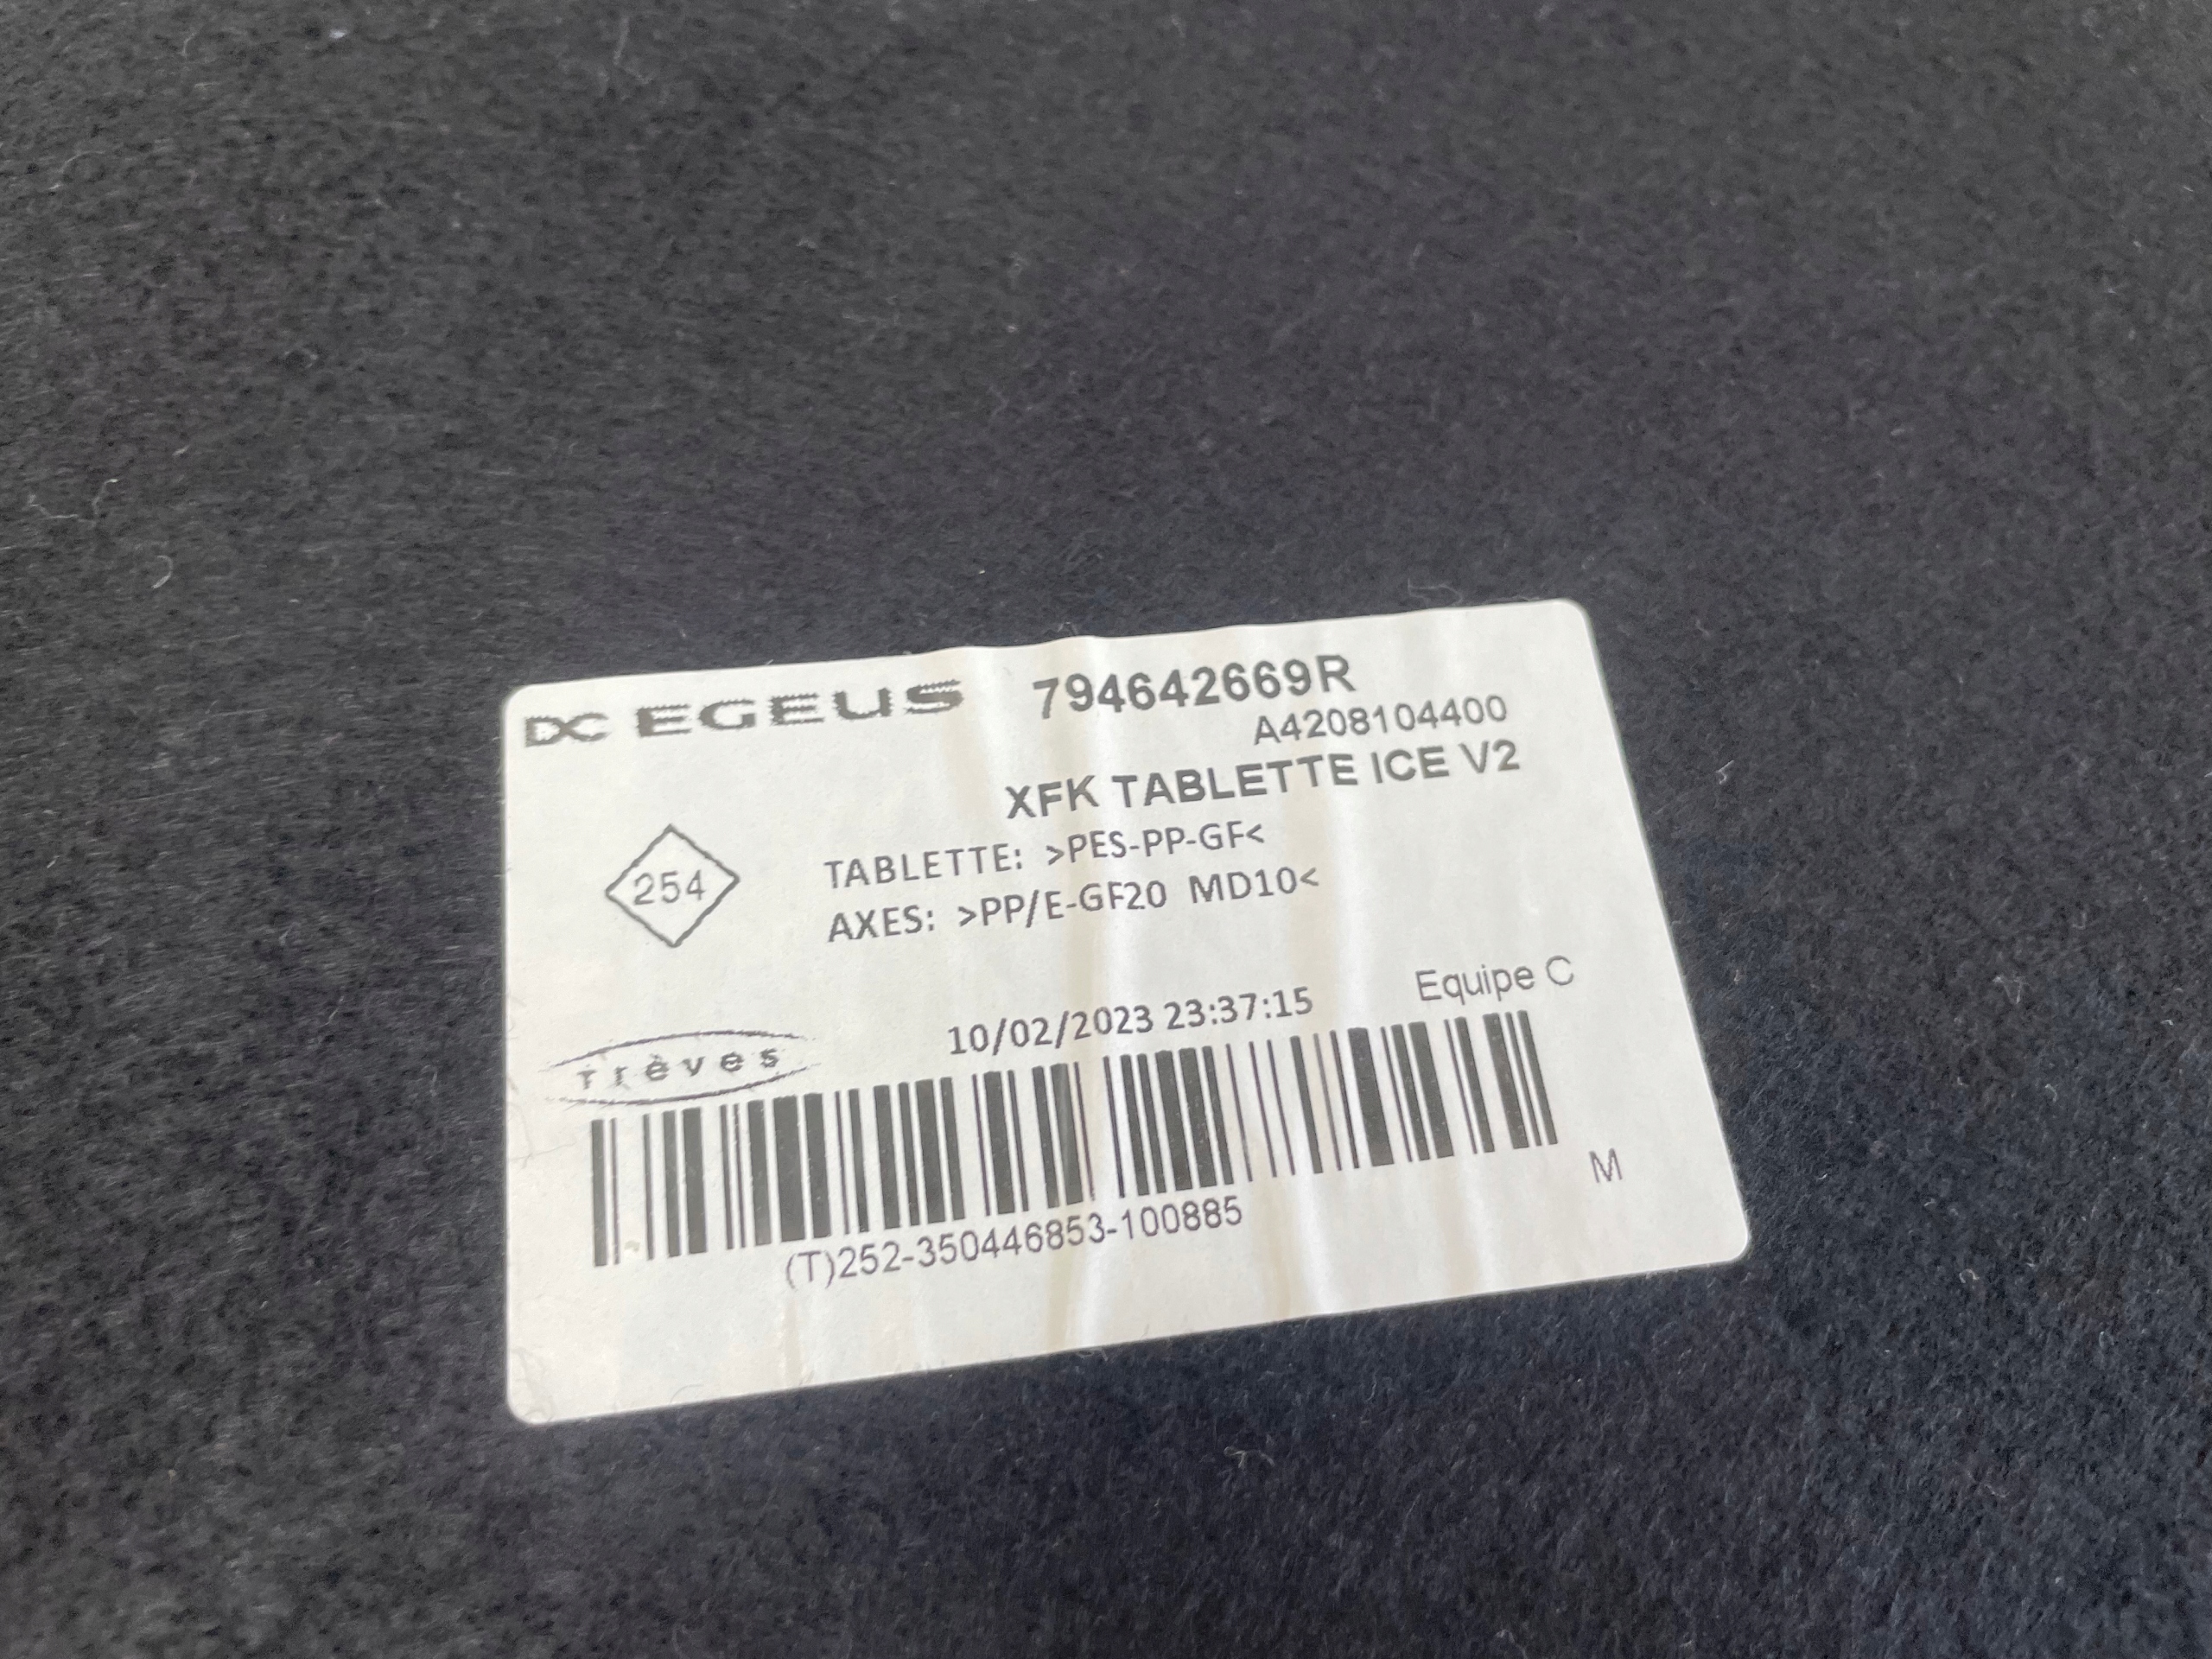 DC EGEUS 794642669R
A4208104400
XFK TABLETTE ICE V2
254
TABLETTE: >PES-PP-GF<
AXES: >PP/E-GF20 MD10<
Equipe C
10/02/2023 23:37:15
Trèves
M
(T)252-350446853-100885